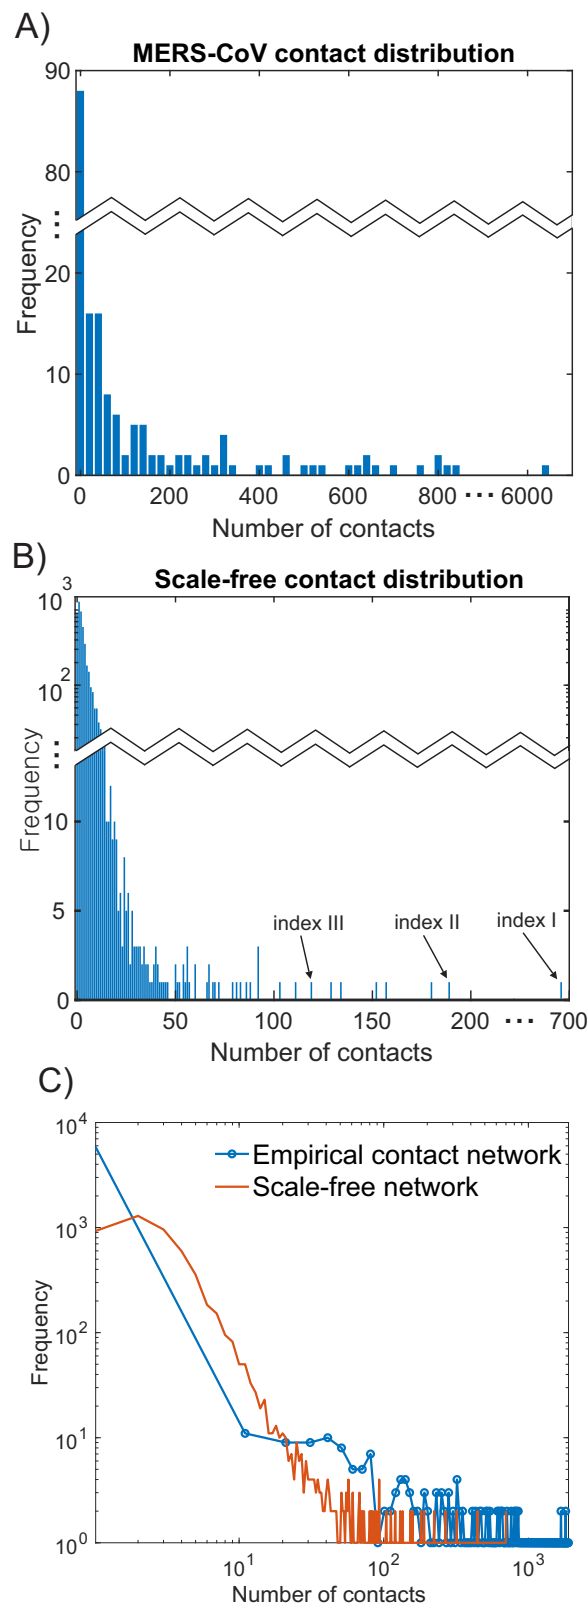 A)
MERS-CoV contact distribution
90
80
20
10
0
Frequency
0 200 400 600 800 ... 6000
Number of contacts
B)
Scale-free contact distribution
10^3
10^2
10
5
0
Frequency
index III
index II
index I
0 50 100 150 200 ... 700
Number of contacts
C)
10^4
10^3
10^2
10^1
10^0
Frequency
Empirical contact network
Scale-free network
10^1 10^2 10^3
Number of contacts